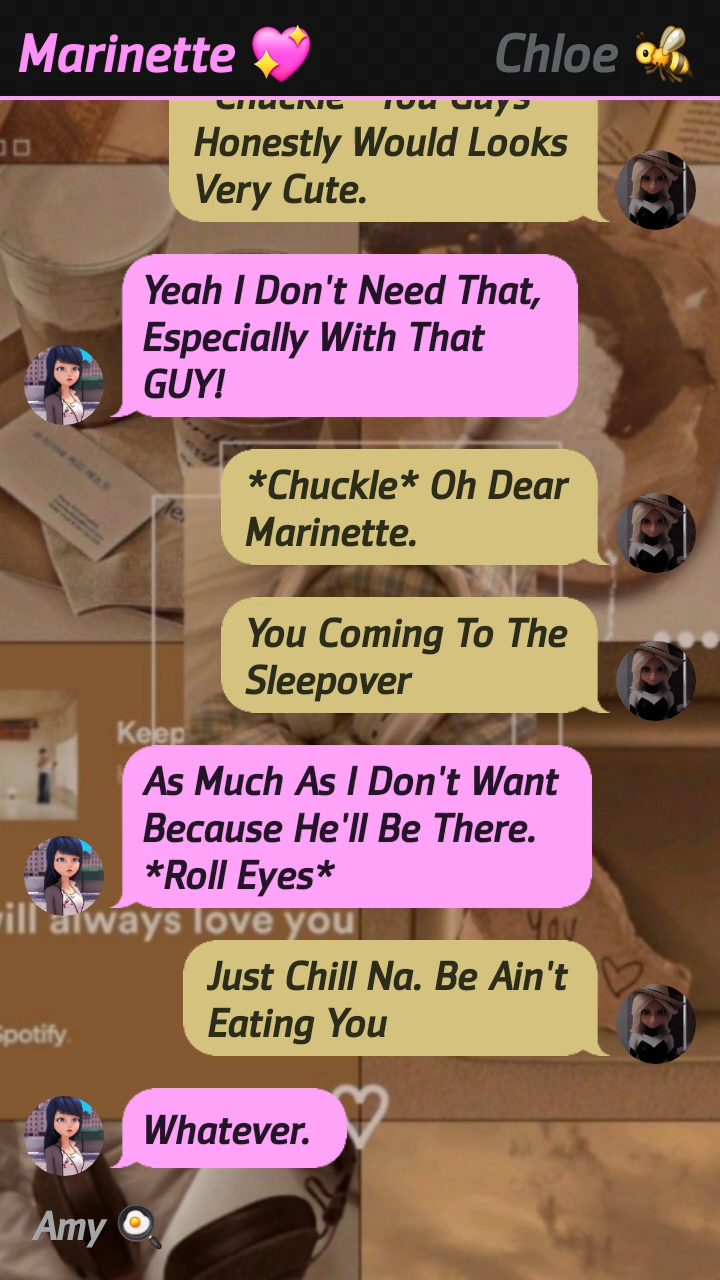 Marinette 💖 Chloe 🐝
*Chuckle* You Guys
Honestly Would Looks
Very Cute.
Yeah I Don't Need That,
Especially With That
GUY!
*Chuckle* Oh Dear
Marinette.
You Coming To The
Sleepover
Keep
As Much As I Don't Want
Because He'll Be There.
*Roll Eyes*
will always love you
You
Just Chill Na. Be Ain't
Eating You
Spotify.
Whatever.
Amy 🍳